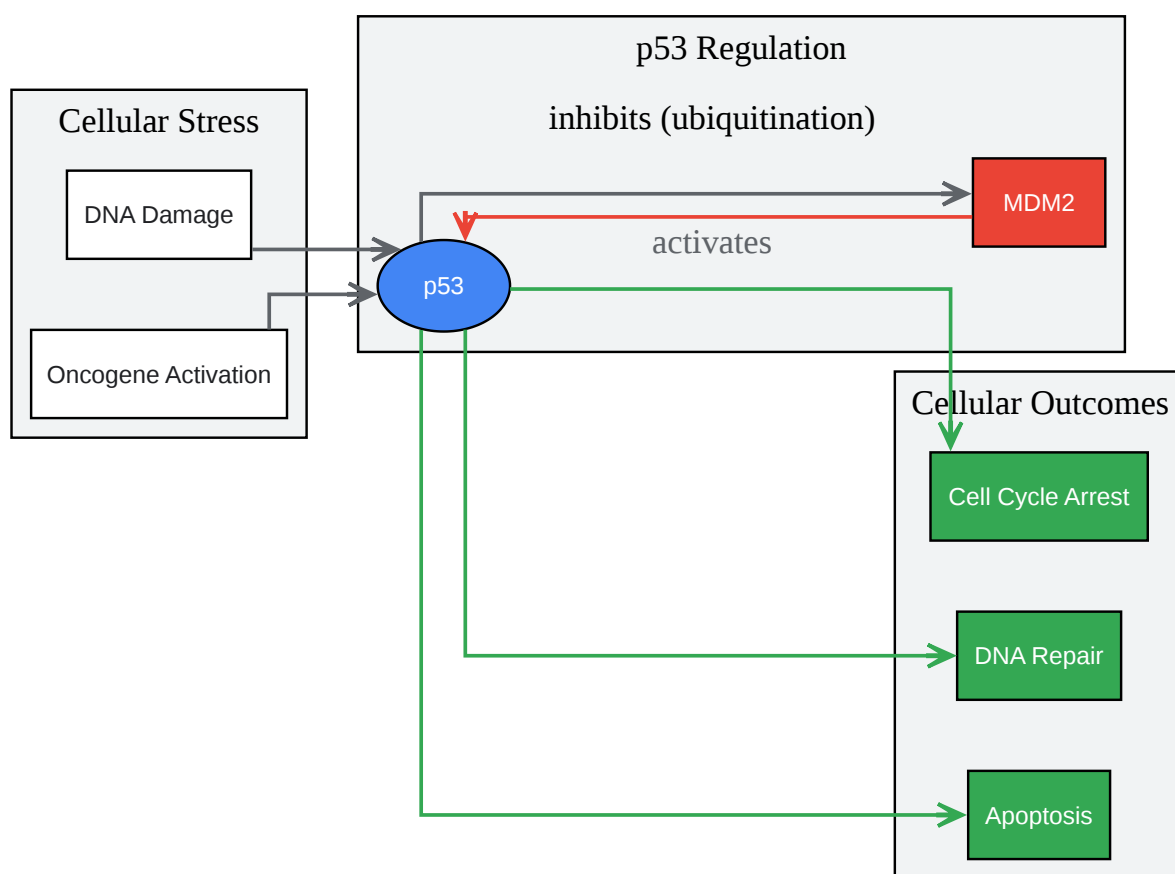 p53 Regulation
inhibits (ubiquitination)
Cellular Stress
DNA Damage
MDM2
activates
p53
Oncogene Activation
Cellular Outcomes
Cell Cycle Arrest
DNA Repair
Apoptosis